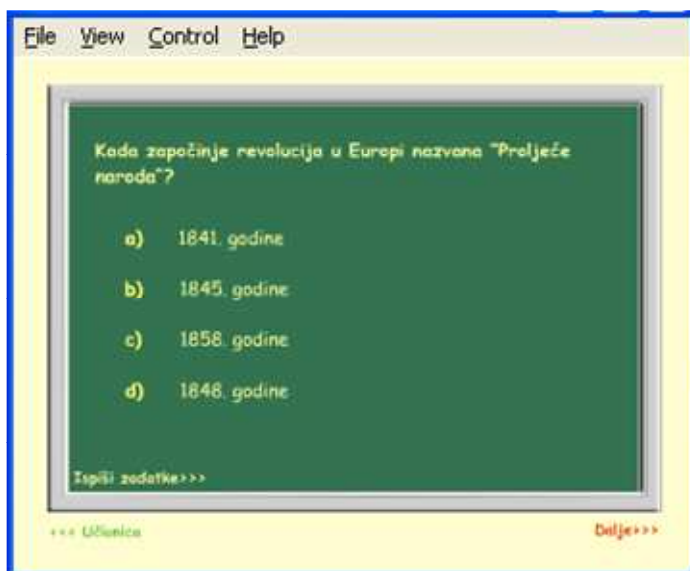 File View Control Help
Kada započinje revolucija u Europi nazvana "Proljeće
naroda"?
a) 1841. godine
b) 1845. godine
c) 1858. godine
d) 1848. godine
Ispiši zadatke>>>
<<< Učionica
Dalje>>>